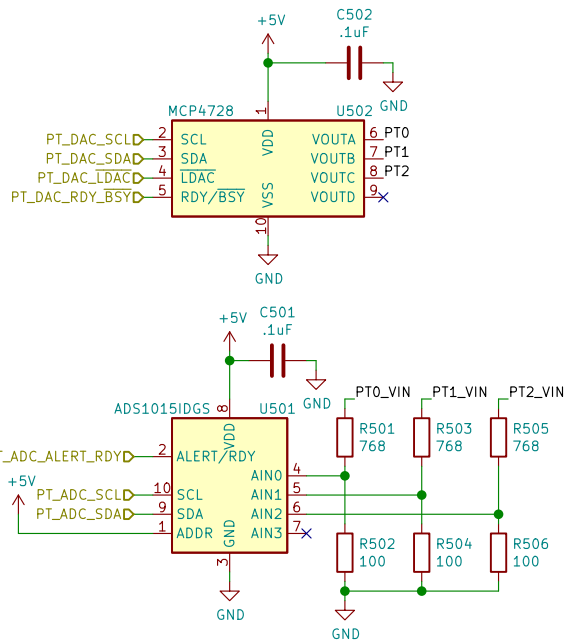 +5V
C502
.1uF
GND
MCP4728
U502
1
VDD
PT_DAC_SCL 2 SCL VOUTA 6 PT0
PT_DAC_SDA 3 SDA VOUTB 7 PT1
PT_DAC_LDAC 4 LDAC VOUTC 8 PT2
PT_DAC_RDY_BSY 5 RDY/BSY VOUTD 9
VSS
10
GND
+5V
C501
.1uF
GND
ADS1015IDGS
U501
8
VDD
PT0_VIN PT1_VIN PT2_VIN
R501 R503 R505
768 768 768
T_ADC_ALERT_RDY 2 ALERT/RDY
AIN0 4
+5V
PT_ADC_SCL 10 SCL AIN1 5
PT_ADC_SDA 9 SDA AIN2 6
1 ADDR AIN3 7
GND
3
R502 R504 R506
100 100 100
GND
GND